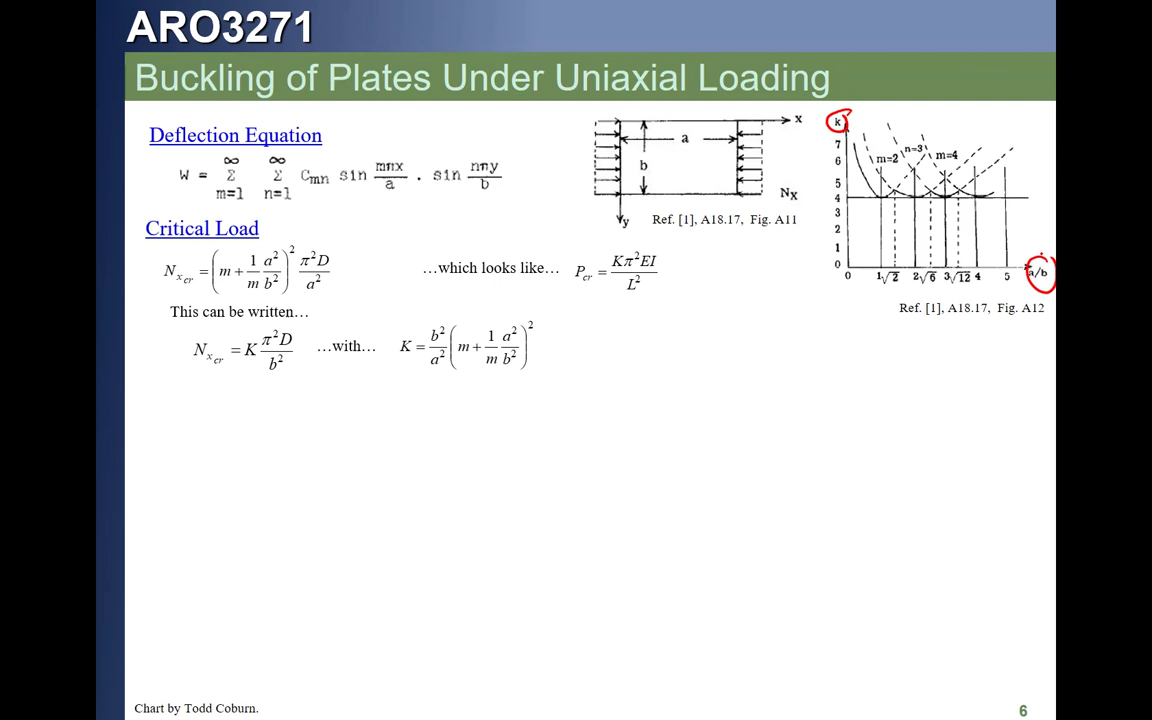 ARO3271
Buckling of Plates Under Uniaxial Loading
Deflection Equation
W = ∞ Σ m=1 ∞ Σ n=1 Cmn sin mπx/a . sin nπy/b
Critical Load
N_xcr = (m + 1/m a²/b²)² π²D/a²
…which looks like… P_cr = Kπ²EI/L²
This can be written…
N_xcr = K π²D/b² …with… K = b²/a² (m + 1/m a²/b²)²
x
a
b
Nx
y
Ref. [1], A18.17, Fig. A11
k
7
6
5
4
3
2
1
0
m=2
n=3
m=4
0 1 √2 2 √6 3 √12 4 5 a/b
Ref. [1], A18.17, Fig. A12
Chart by Todd Coburn.
6